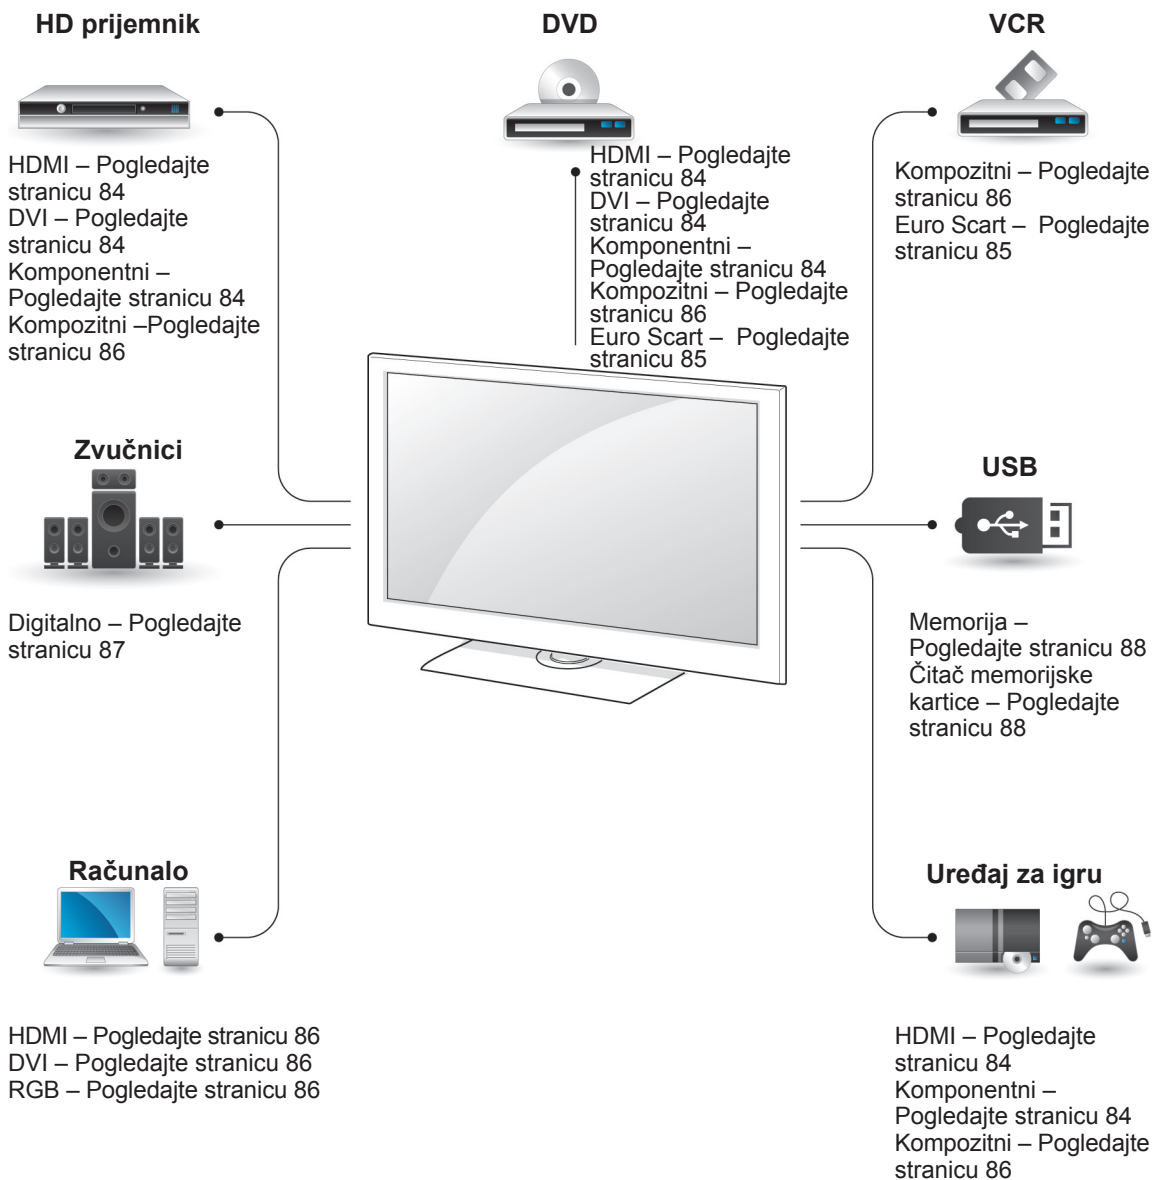 HD prijemnik
HDMI – Pogledajte
stranicu 84
DVI – Pogledajte
stranicu 84
Komponentni –
Pogledajte stranicu 84
Kompozitni –Pogledajte
stranicu 86
DVD
HDMI – Pogledajte
stranicu 84
DVI – Pogledajte
stranicu 84
Komponentni –
Pogledajte stranicu 84
Kompozitni – Pogledajte
stranicu 86
Euro Scart –  Pogledajte
stranicu 85
VCR
Kompozitni – Pogledajte
stranicu 86
Euro Scart –  Pogledajte
stranicu 85
Zvučnici
Digitalno – Pogledajte
stranicu 87
USB
Memorija –
Pogledajte stranicu 88
Čitač memorijske
kartice – Pogledajte
stranicu 88
Računalo
HDMI – Pogledajte stranicu 86
DVI – Pogledajte stranicu 86
RGB – Pogledajte stranicu 86
Uređaj za igru
HDMI – Pogledajte
stranicu 84
Komponentni –
Pogledajte stranicu 84
Kompozitni – Pogledajte
stranicu 86